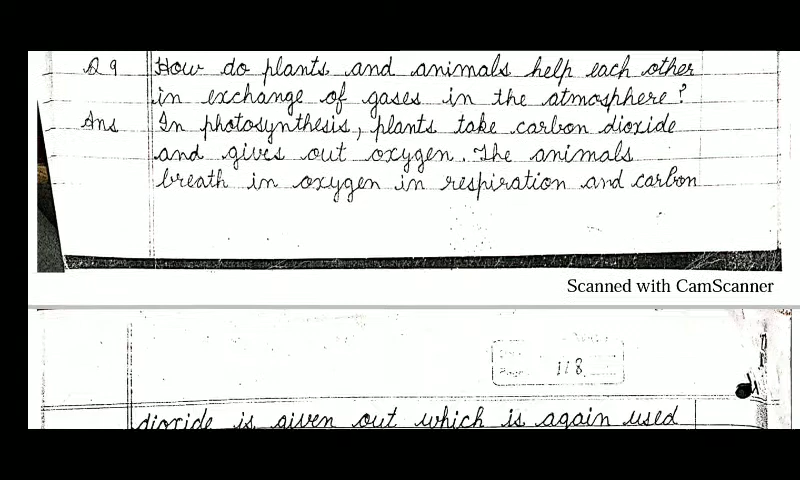 Q 9 How do plants and animals help each other
in exchange of gases in the atmosphere?
Ans In photosynthesis, plants take carbon dioxide
and gives out oxygen. The animals
breath in oxygen in respiration and carbon
Scanned with CamScanner
118
dioxide is given out which is again used